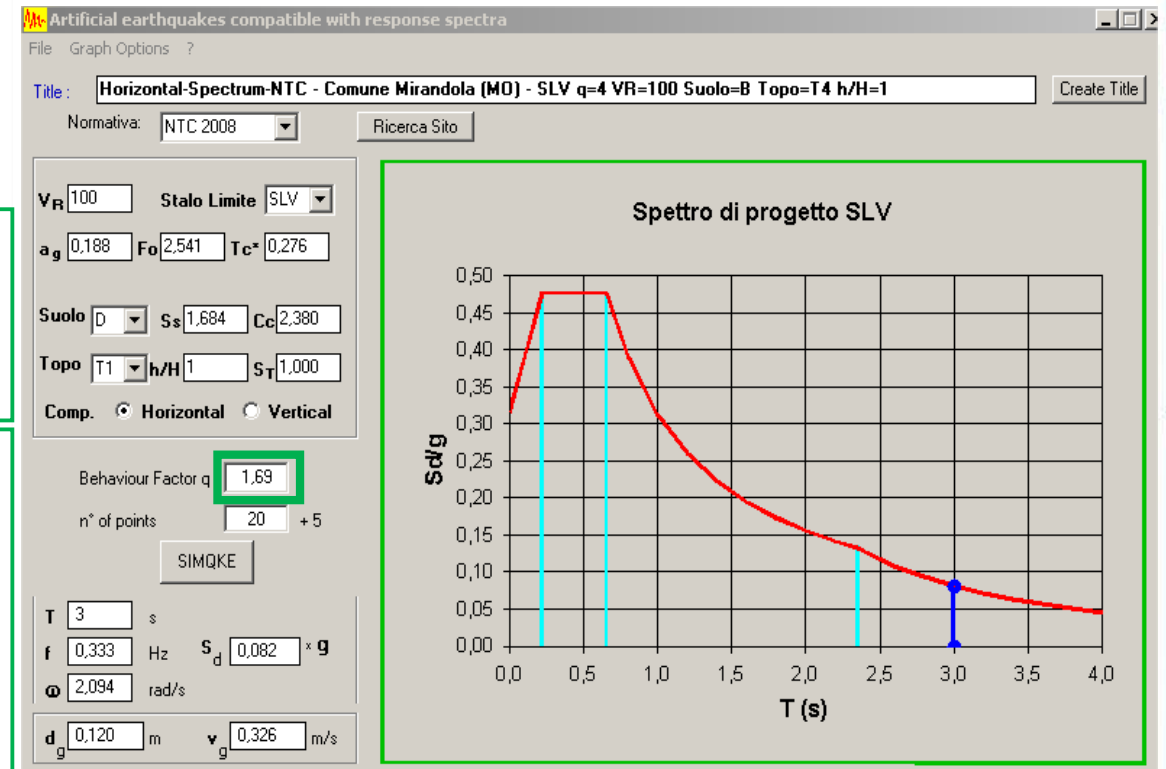 Artificial earthquakes compatible with response spectra
File Graph Options ?
Title : Horizontal-Spectrum-NTC - Comune Mirandola (MO) - SLV q=4 VR=100 Suolo=B Topo=T4 h/H=1 Create Title
Normativa: NTC 2008 Ricerca Sito
VR 100 Stalo Limite SLV
ag 0,188 Fo 2,541 Tc* 0,276
Suolo D Ss 1,684 Cc 2,380
Topo T1 h/H 1 ST 1,000
Comp. Horizontal Vertical
Behaviour Factor q 1,69
n° of points 20 + 5
SIMQKE
T 3 s
f 0,333 Hz Sd 0,082 × g
ω 2,094 rad/s
dg 0,120 m vg 0,326 m/s
Spettro di progetto SLV
Sd/g
0,50
0,45
0,40
0,35
0,30
0,25
0,20
0,15
0,10
0,05
0,00
0,0 0,5 1,0 1,5 2,0 2,5 3,0 3,5 4,0
T (s)